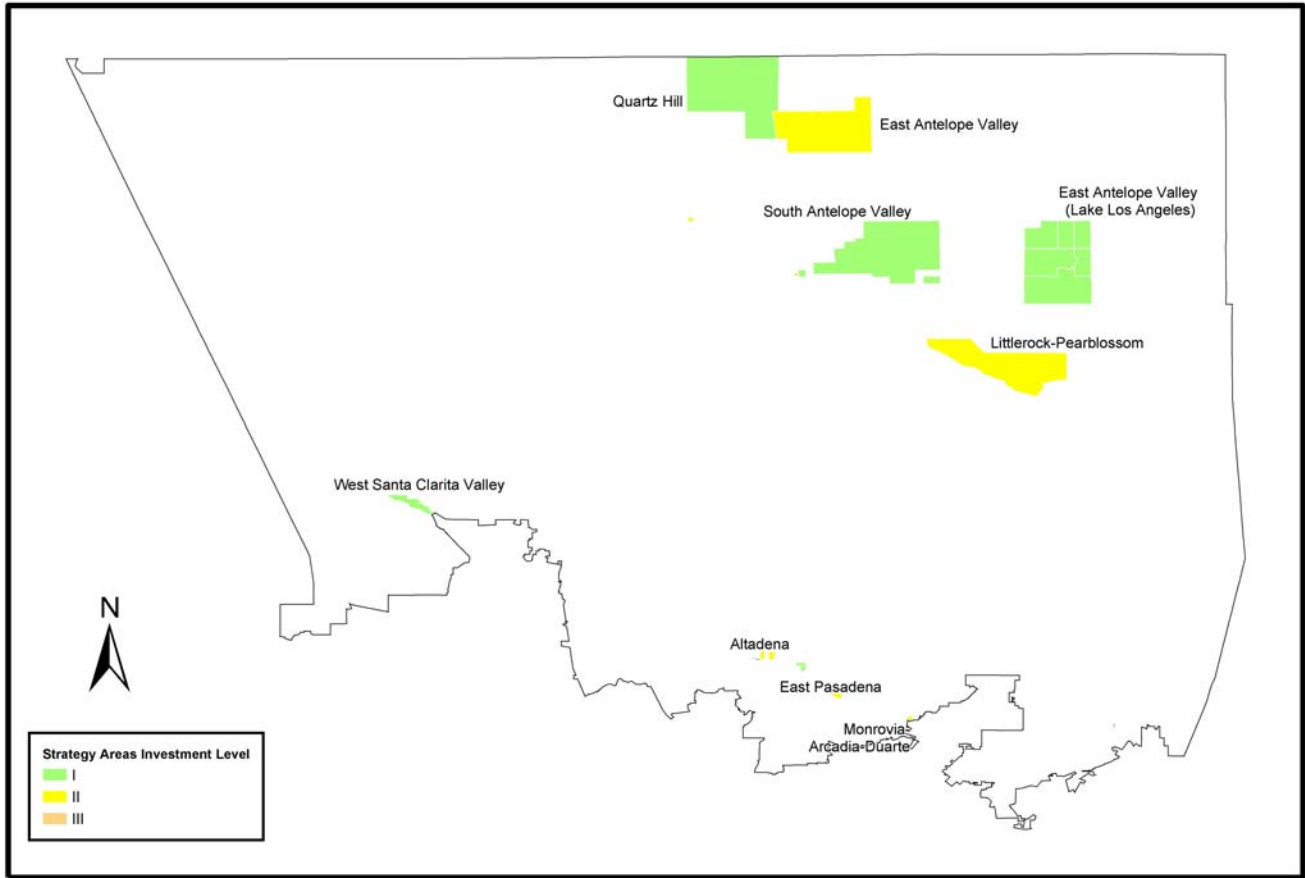 Quartz Hill
East Antelope Valley
East Antelope Valley
(Lake Los Angeles)
South Antelope Valley
Littlerock-Pearblossom
West Santa Clarita Valley
N
Altadena
East Pasadena
Monrovia-
Arcadia-Duarte
Strategy Areas Investment Level
I
II
III